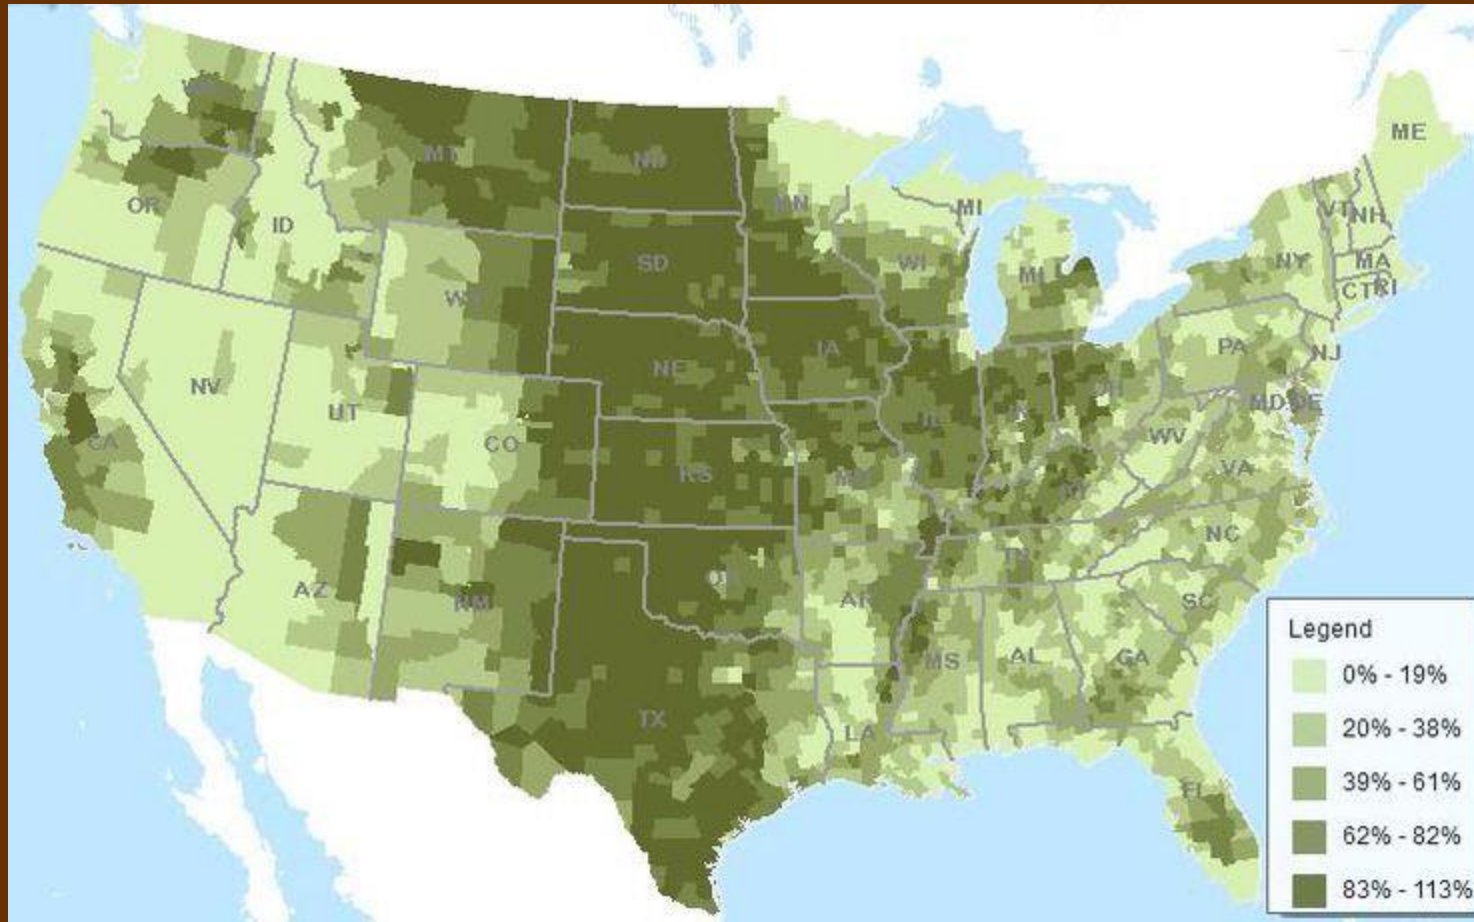 ME
MT
ND
OR
MN
VT
NH
MI
ID
SD
WI
MI
NY
MA
WY
CT
RI
IA
PA
NJ
NE
NV
UT
MD
DE
CO
CA
WV
KS
VA
NC
TN
AZ
AR
NM
SC
MS
AL
GA
TX
LA
FL
Legend
0% - 19%
20% - 38%
39% - 61%
62% - 82%
83% - 113%